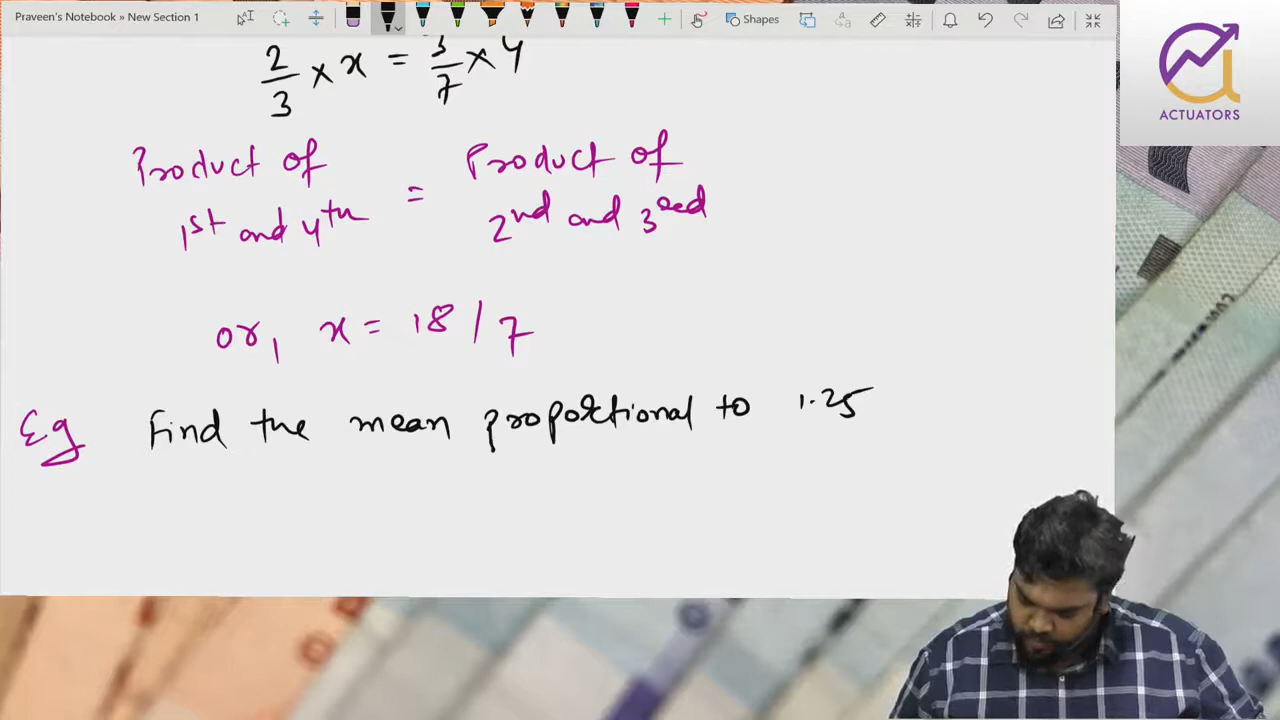 Praveen's Notebook » New Section 1
Shapes
ACTUATORS
2/3 × x = 3/7 × 4
Product of 1st and 4th = Product of 2nd and 3rd
or, x = 18/7
Eg Find the mean proportional to 1.25